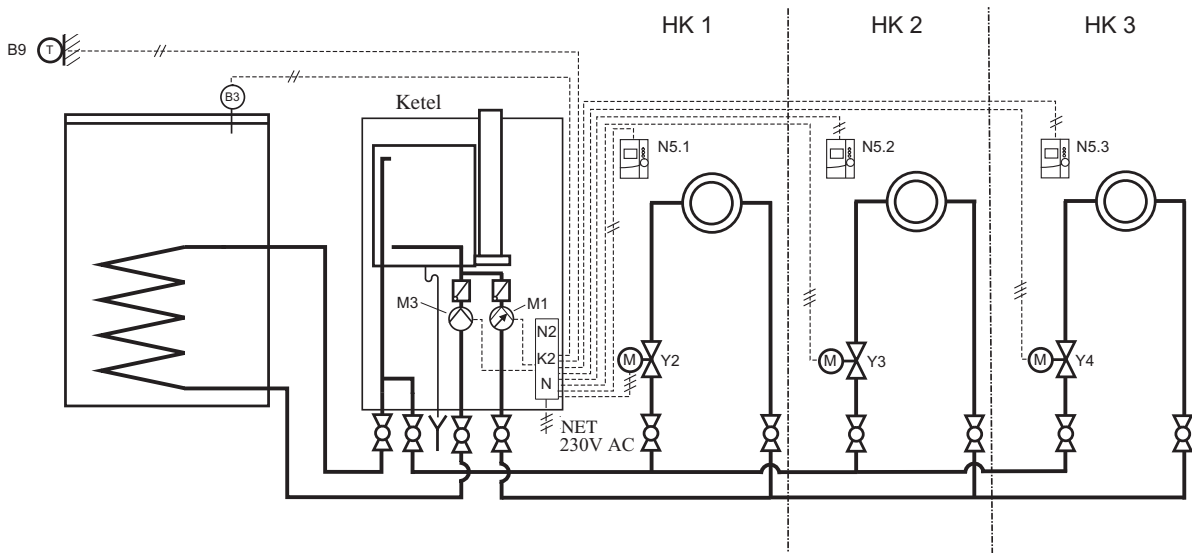 HK 1
HK 2
HK 3
B9
T
B3
Ketel
N5.1
N5.2
N5.3
M3
M1
N2
K2
N
M
Y2
M
Y3
M
Y4
NET
230V AC